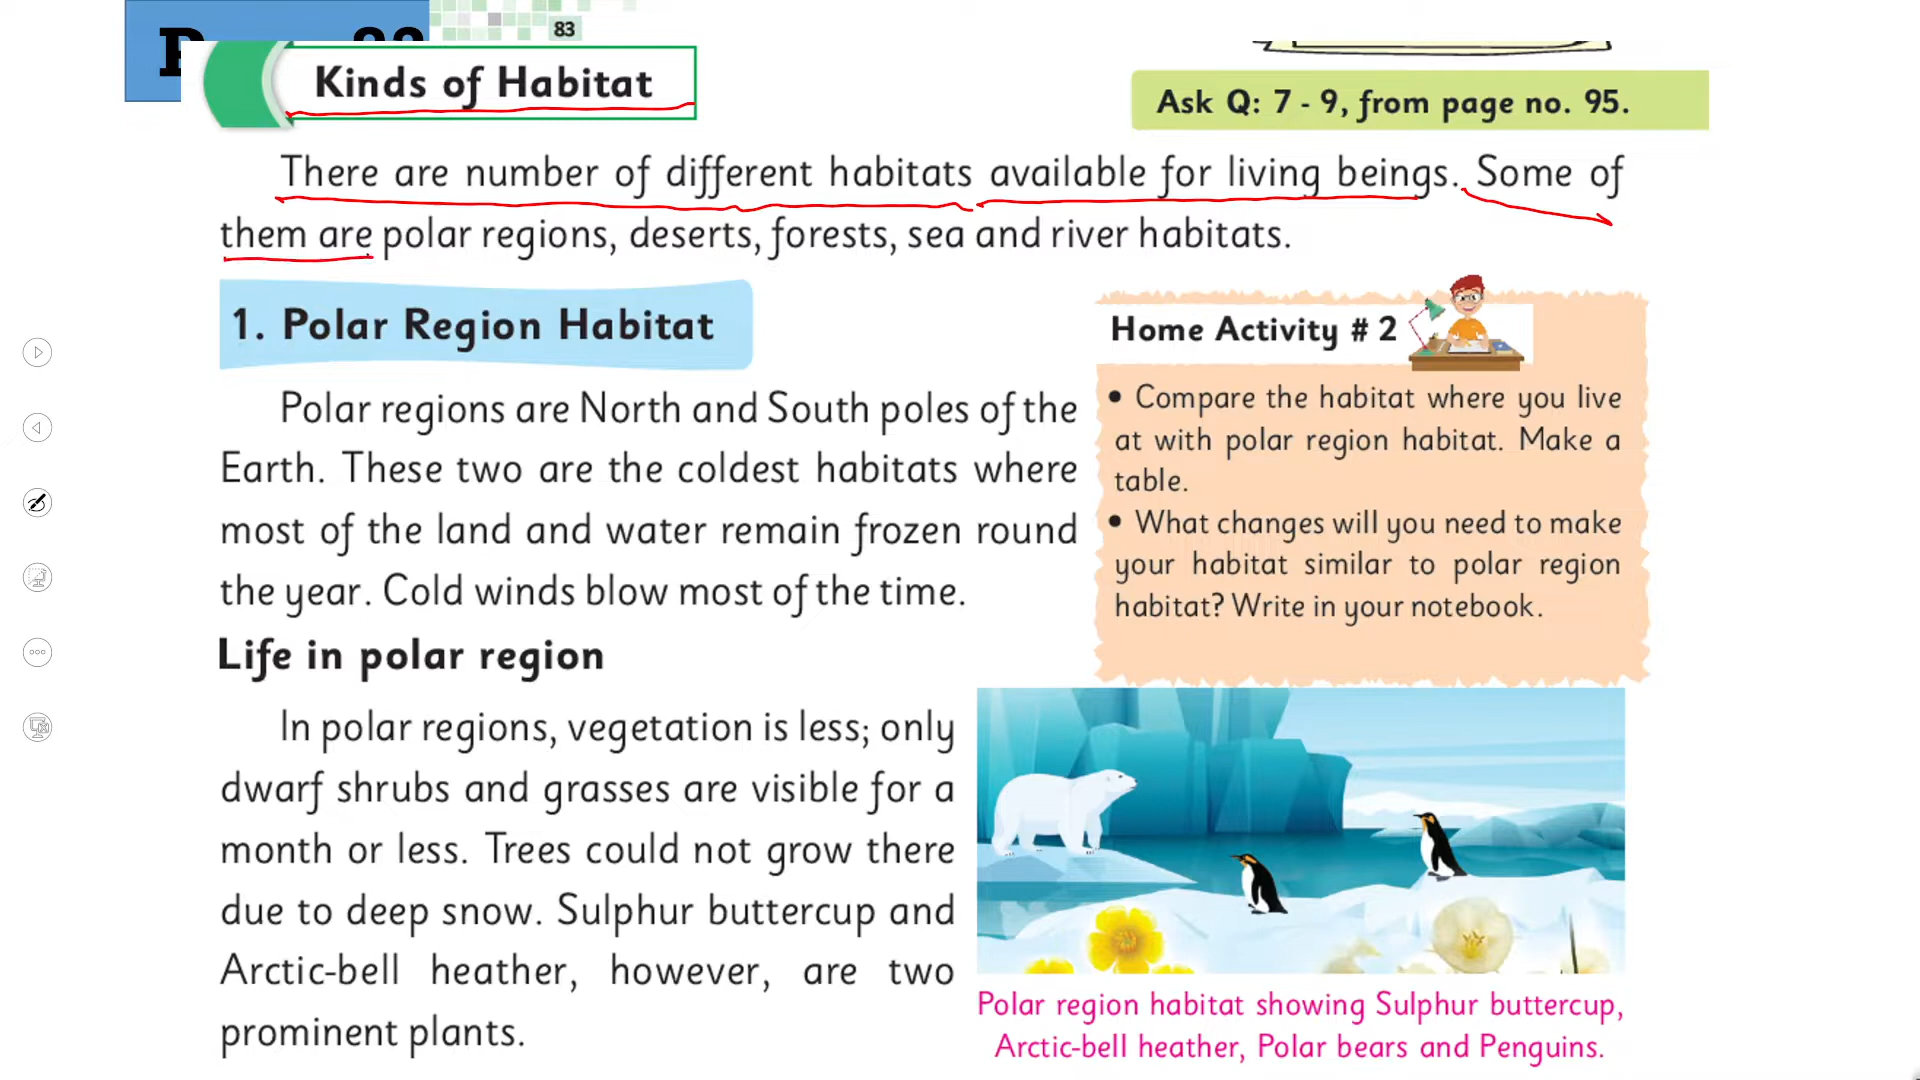 83
Kinds of Habitat
Ask Q: 7 - 9, from page no. 95.
There are number of different habitats available for living beings. Some of
them are polar regions, deserts, forests, sea and river habitats.
1. Polar Region Habitat
Polar regions are North and South poles of the
Earth. These two are the coldest habitats where
most of the land and water remain frozen round
the year. Cold winds blow most of the time.
Life in polar region
In polar regions, vegetation is less; only
dwarf shrubs and grasses are visible for a
month or less. Trees could not grow there
due to deep snow. Sulphur buttercup and
Arctic-bell heather, however, are two
prominent plants.
Home Activity # 2
• Compare the habitat where you live
at with polar region habitat. Make a
table.
• What changes will you need to make
your habitat similar to polar region
habitat? Write in your notebook.
Polar region habitat showing Sulphur buttercup,
Arctic-bell heather, Polar bears and Penguins.